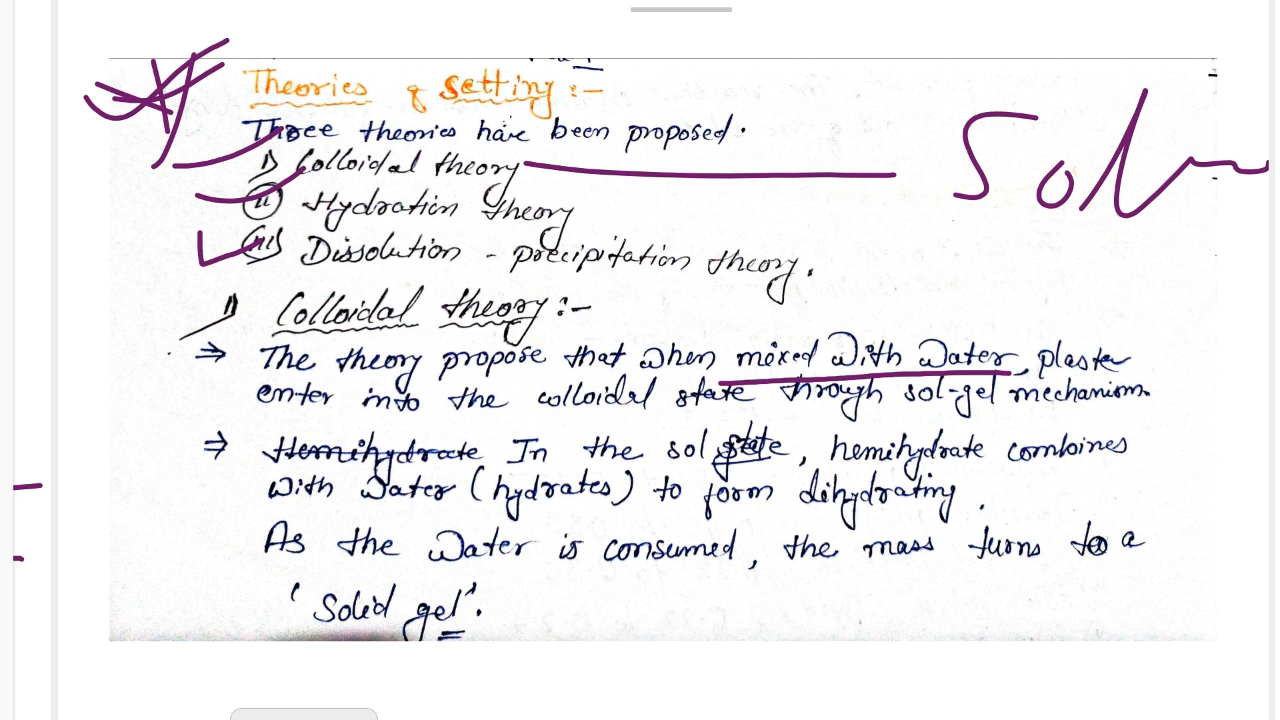 Theories & Setting :-
Three theories have been proposed.
i) Colloidal theory
ii) Hydration theory
iii) Dissolution - precipitation theory.
1) Colloidal theory :-
⇒ The theory propose that when mixed with water, plaster
enter into the colloidal state through sol-gel mechanism.
⇒ Hemihydrate In the sol state, hemihydrate combines
with water (hydrates) to form dihydrating.
As the water is consumed, the mass turns to a
'Solid gel'.
Sol